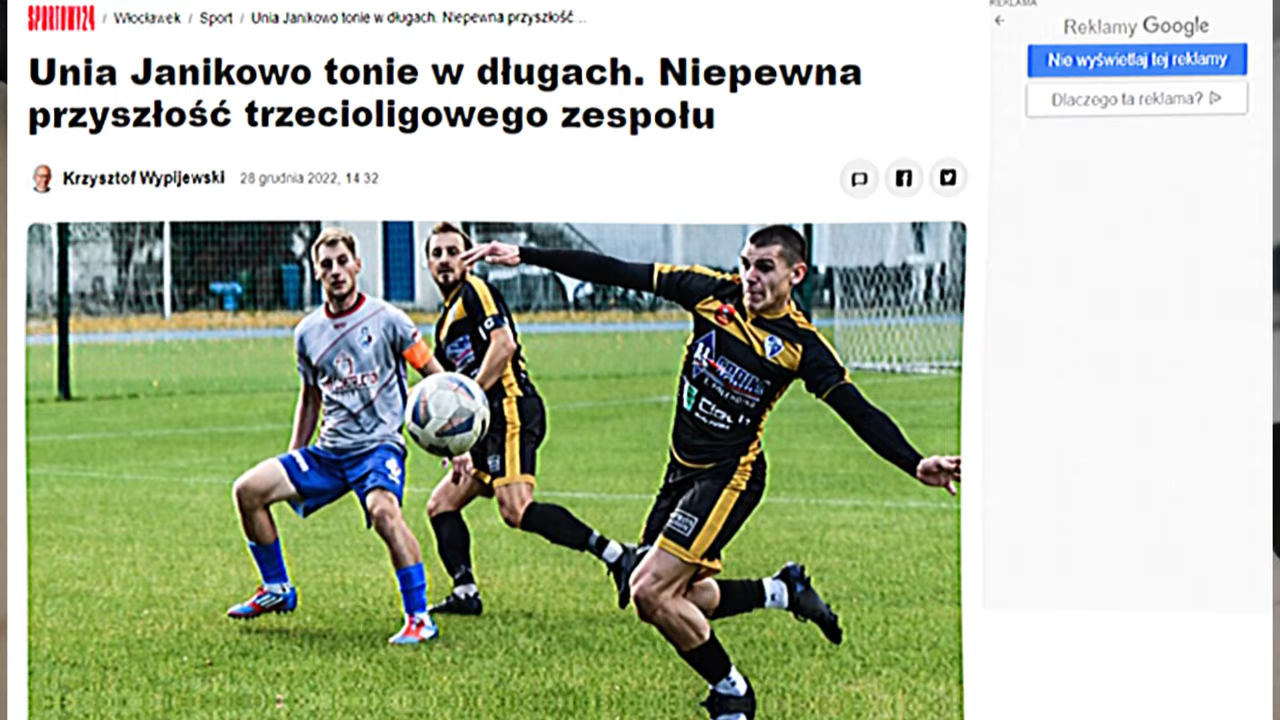 SPORTOWY24 / Włocławek / Sport / Unia Janikowo tonie w długach. Niepewna przyszłość...
REKLAMA
Reklamy Google
Nie wyświetlaj tej reklamy
Dlaczego ta reklama?
Unia Janikowo tonie w długach. Niepewna
przyszłość trzecioligowego zespołu
Krzysztof Wypijewski 28 grudnia 2022, 14:32